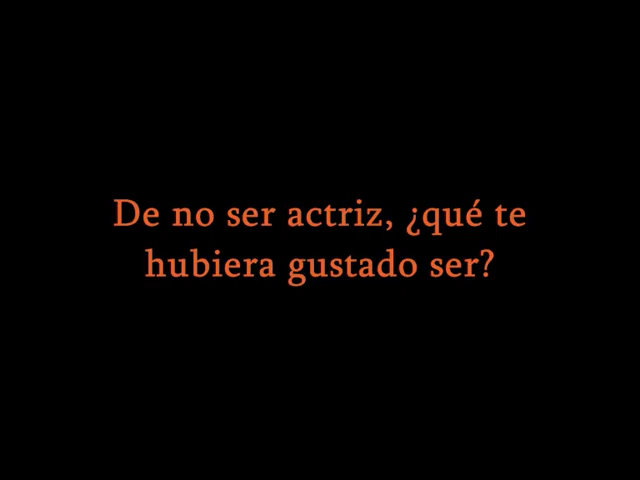 De no ser actriz, ¿qué te
hubiera gustado ser?